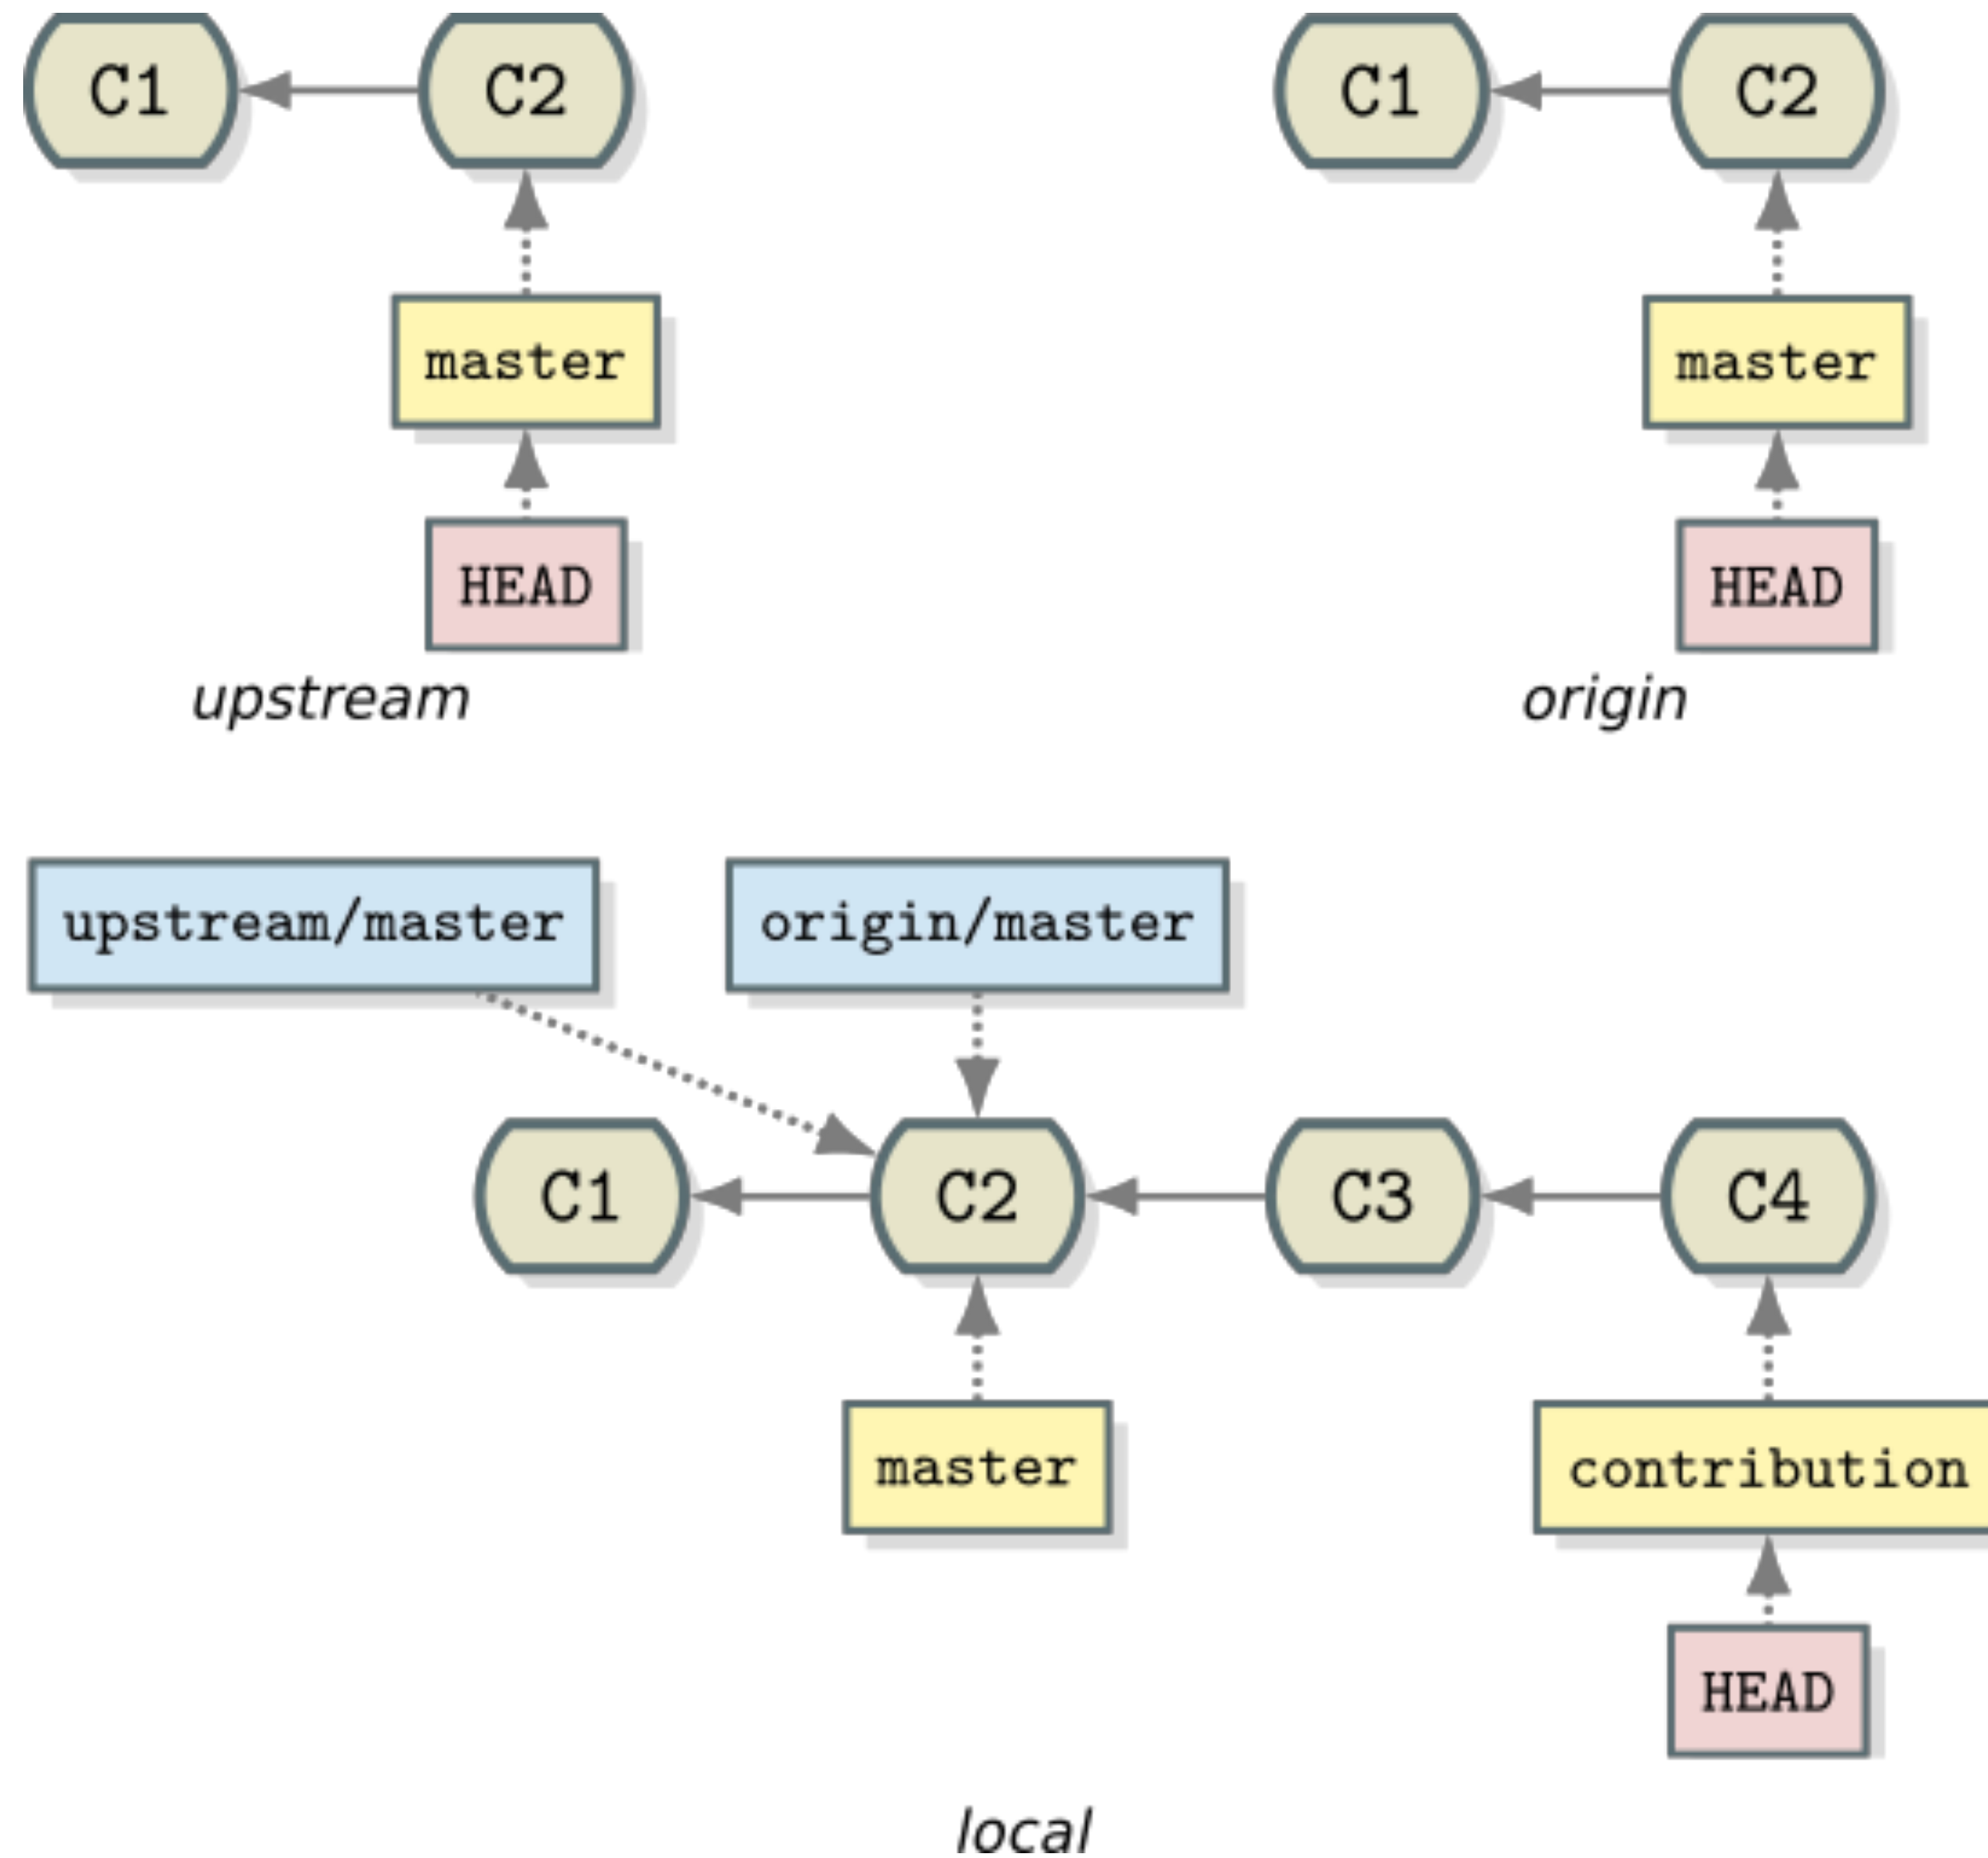 C1 C2 C1 C2
master master
HEAD HEAD
upstream origin
upstream/master origin/master
C1 C2 C3 C4
master contribution
HEAD
local